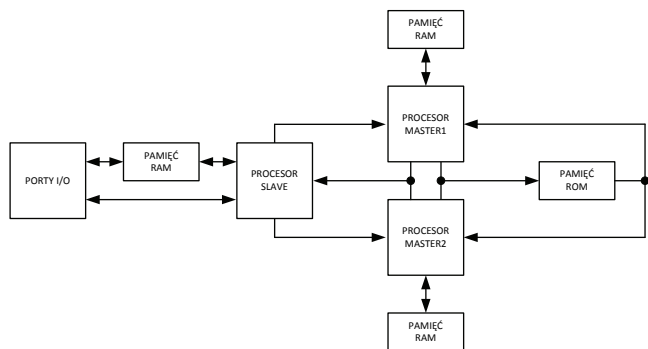 PAMIĘĆ
RAM
PROCESOR
MASTER1
PORTY I/O
PAMIĘĆ
RAM
PROCESOR
SLAVE
PAMIĘĆ
ROM
PROCESOR
MASTER2
PAMIĘĆ
RAM